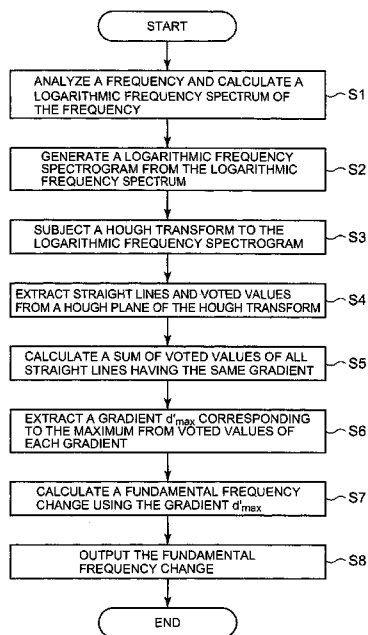 START
ANALYZE A FREQUENCY AND CALCULATE A
LOGARITHMIC FREQUENCY SPECTRUM OF
THE FREQUENCY
S1
GENERATE A LOGARITHMIC FREQUENCY
SPECTROGRAM FROM THE LOGARITHMIC
FREQUENCY SPECTRUM
S2
SUBJECT A HOUGH TRANSFORM TO THE
LOGARITHMIC FREQUENCY SPECTROGRAM
S3
EXTRACT STRAIGHT LINES AND VOTED VALUES
FROM A HOUGH PLANE OF THE HOUGH TRANSFORM
S4
CALCULATE A SUM OF VOTED VALUES OF ALL
STRAIGHT LINES HAVING THE SAME GRADIENT
S5
EXTRACT A GRADIENT d'max CORRESPONDING
TO THE MAXIMUM FROM VOTED VALUES OF
EACH GRADIENT
S6
CALCULATE A FUNDAMENTAL FREQUENCY
CHANGE USING THE GRADIENT d'max
S7
OUTPUT THE FUNDAMENTAL
FREQUENCY CHANGE
S8
END